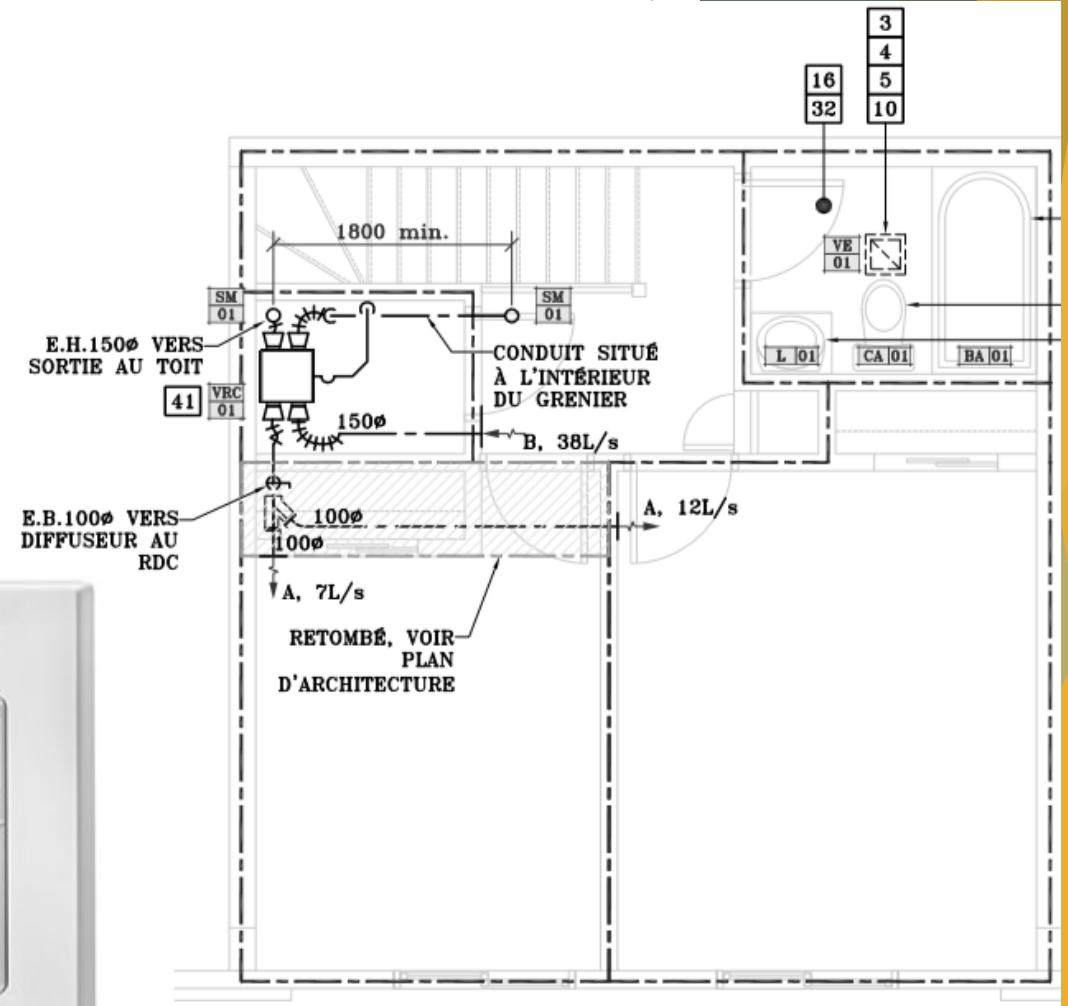 3
4
5
10
16
32
1800 min.
VE
01
SM
01
SM
01
E.H.150ø VERS
SORTIE AU TOIT
CONDUIT SITUÉ
À L'INTÉRIEUR
DU GRENIER
L 01
CA 01
BA 01
41
VRC
01
150ø
B, 38L/s
E.B.100ø VERS
DIFFUSEUR AU
RDC
100ø
A, 12L/s
100ø
A, 7L/s
RETOMBÉ, VOIR
PLAN
D'ARCHITECTURE